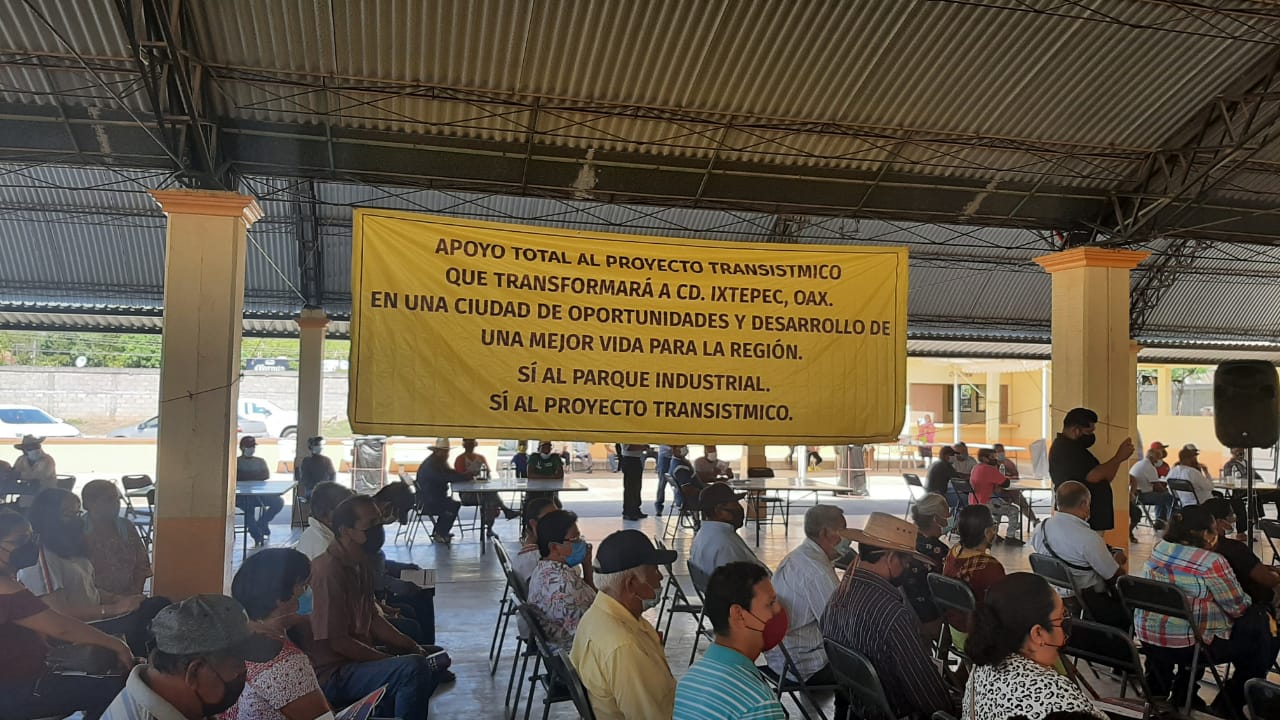 APOYO TOTAL AL PROYECTO TRANSISTMICO
QUE TRANSFORMARÁ A CD. IXTEPEC, OAX.
EN UNA CIUDAD DE OPORTUNIDADES Y DESARROLLO DE
UNA MEJOR VIDA PARA LA REGIÓN.
SÍ AL PARQUE INDUSTRIAL.
SÍ AL PROYECTO TRANSISTMICO.